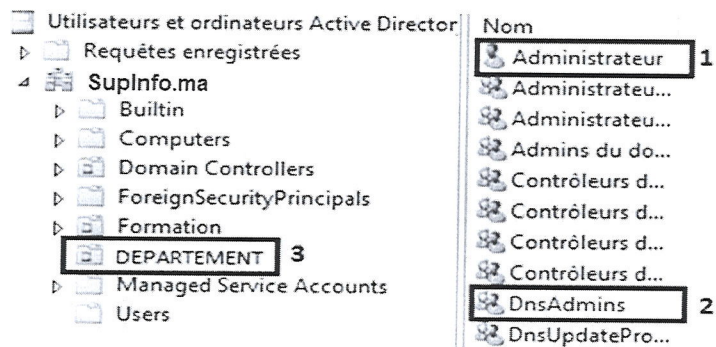 Utilisateurs et ordinateurs Active Director
Requêtes enregistrées
SupInfo.ma
Builtin
Computers
Domain Controllers
ForeignSecurityPrincipals
Formation
DEPARTEMENT 3
Managed Service Accounts
Users
Nom
Administrateur 1
Administrateu...
Administrateu...
Admins du do...
Contrôleurs d...
Contrôleurs d...
Contrôleurs d...
Contrôleurs d...
DnsAdmins 2
DnsUpdatePro...